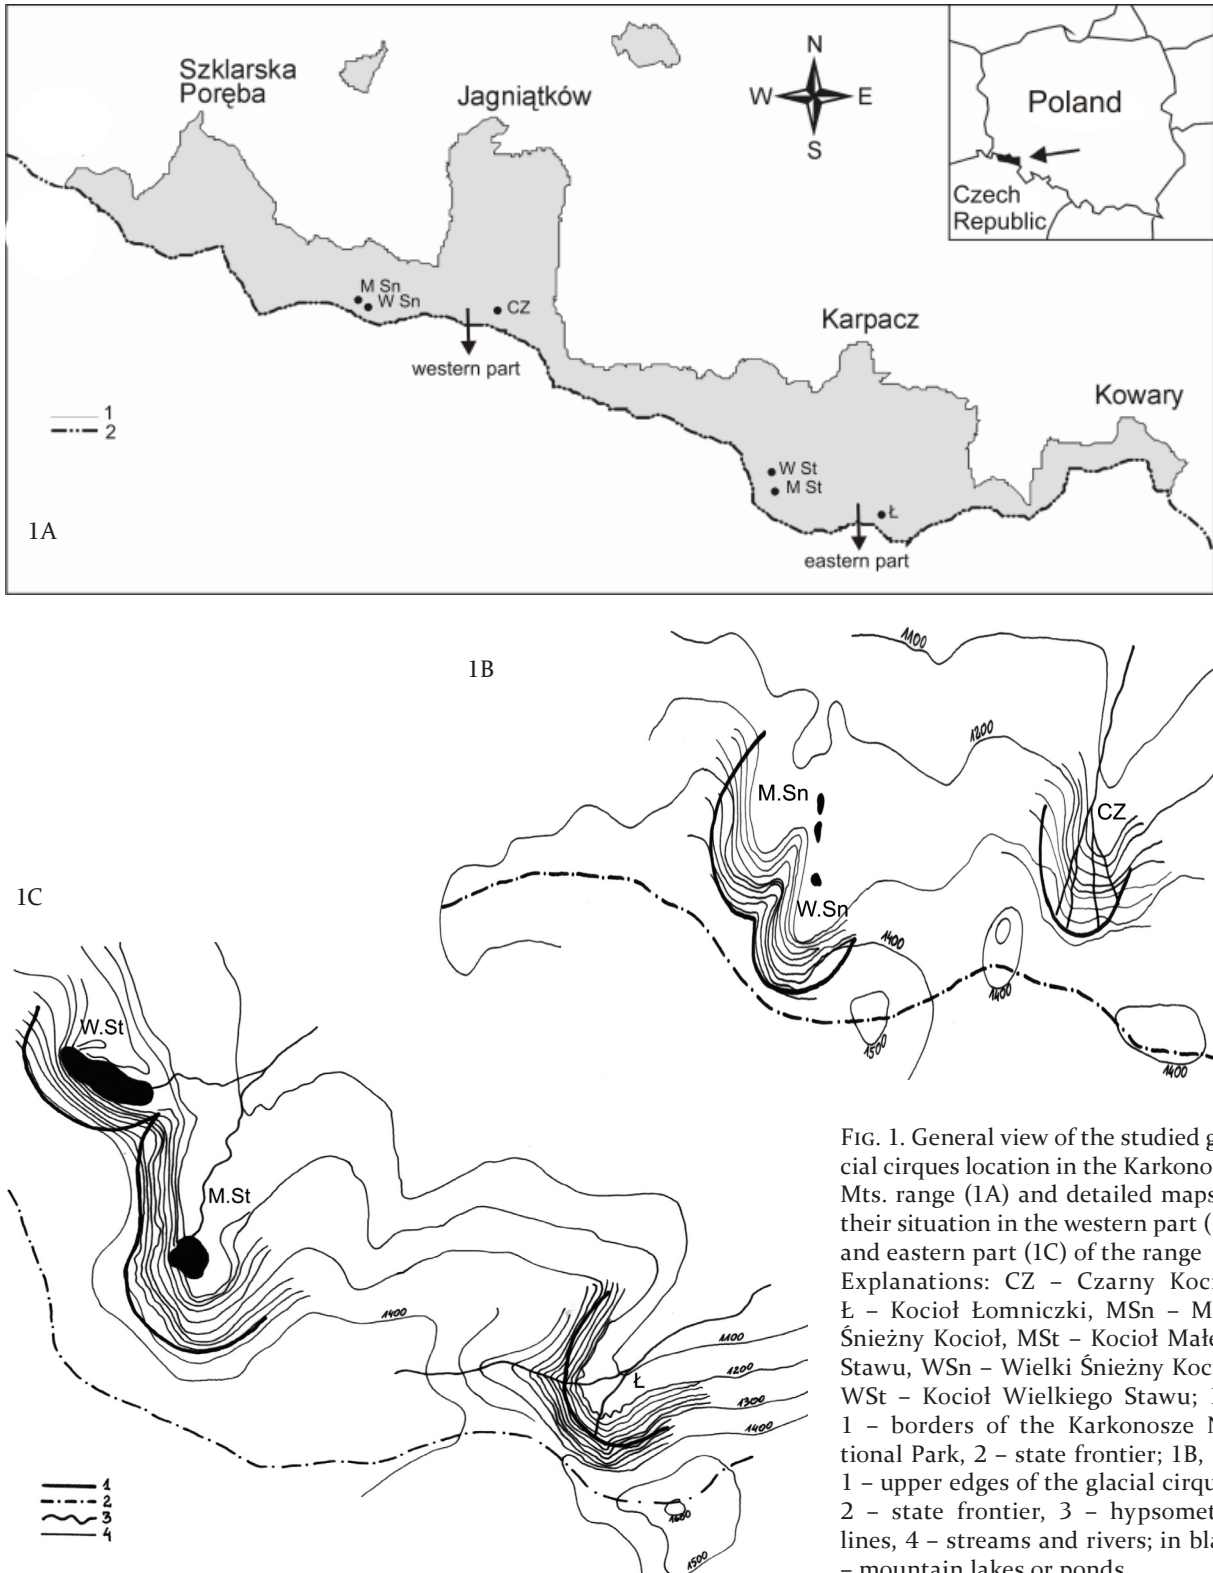 Szklarska
Poręba
Jagniątków
N
W
E
S
Poland
Czech
Republic
M Sn
W Sn
CZ
western part
Karpacz
Kowary
1
2
W St
M St
Ł
eastern part
1A
1B
1100
1200
M.Sn
CZ
W.Sn
1400
1400
1500
1400
1C
W.St
M.St
1400
1100
1200
Ł
1300
1400
1600
1500
1
2
3
4
FIG. 1. General view of the studied g
cial cirques location in the Karkono
Mts. range (1A) and detailed maps
their situation in the western part (
and eastern part (1C) of the range
Explanations: CZ – Czarny Koci
Ł – Kocioł Łomniczki, MSn – M
Śnieżny Kocioł, MSt – Kocioł Małe
Stawu, WSn – Wielki Śnieżny Koci
WSt – Kocioł Wielkiego Stawu;
1 – borders of the Karkonosze N
tional Park, 2 – state frontier; 1B,
1 – upper edges of the glacial cirqu
2 – state frontier, 3 – hypsomet
lines, 4 – streams and rivers; in bla
– mountain lakes or ponds